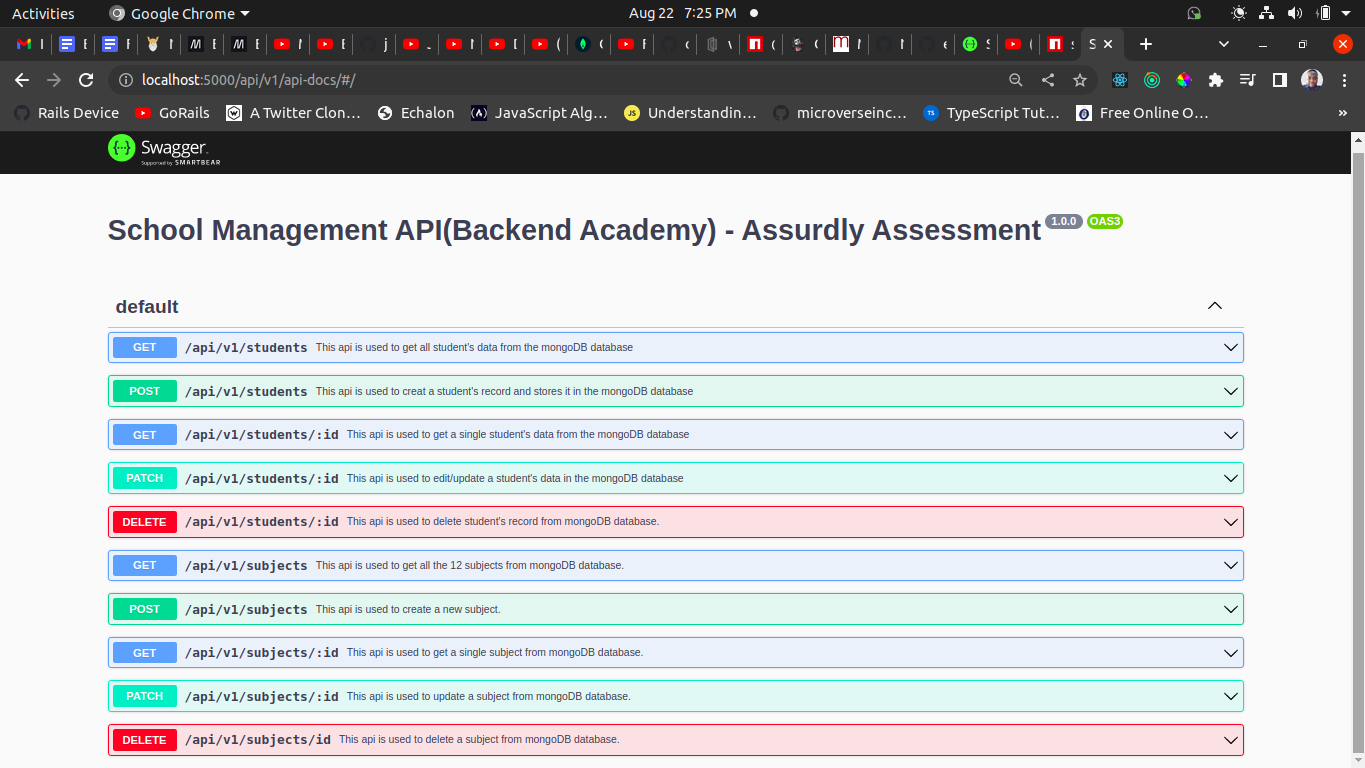 Activities Google Chrome Aug 22 7:25 PM
localhost:5000/api/v1/api-docs/#/
Rails Device GoRails A Twitter Clon… Echalon JavaScript Alg… Understandin… microverseinc… TypeScript Tut… Free Online O… »
Swagger.
Supported by SMARTBEAR
School Management API(Backend Academy) - Assurdly Assessment 1.0.0 OAS3
default
GET /api/v1/students This api is used to get all student's data from the mongoDB database
POST /api/v1/students This api is used to creat a student's record and stores it in the mongoDB database
GET /api/v1/students/:id This api is used to get a single student's data from the mongoDB database
PATCH /api/v1/students/:id This api is used to edit/update a student's data in the mongoDB database
DELETE /api/v1/students/:id This api is used to delete student's record from mongoDB database.
GET /api/v1/subjects This api is used to get all the 12 subjects from mongoDB database.
POST /api/v1/subjects This api is used to create a new subject.
GET /api/v1/subjects/:id This api is used to get a single subject from mongoDB database.
PATCH /api/v1/subjects/:id This api is used to update a subject from mongoDB database.
DELETE /api/v1/subjects/id This api is used to delete a subject from mongoDB database.